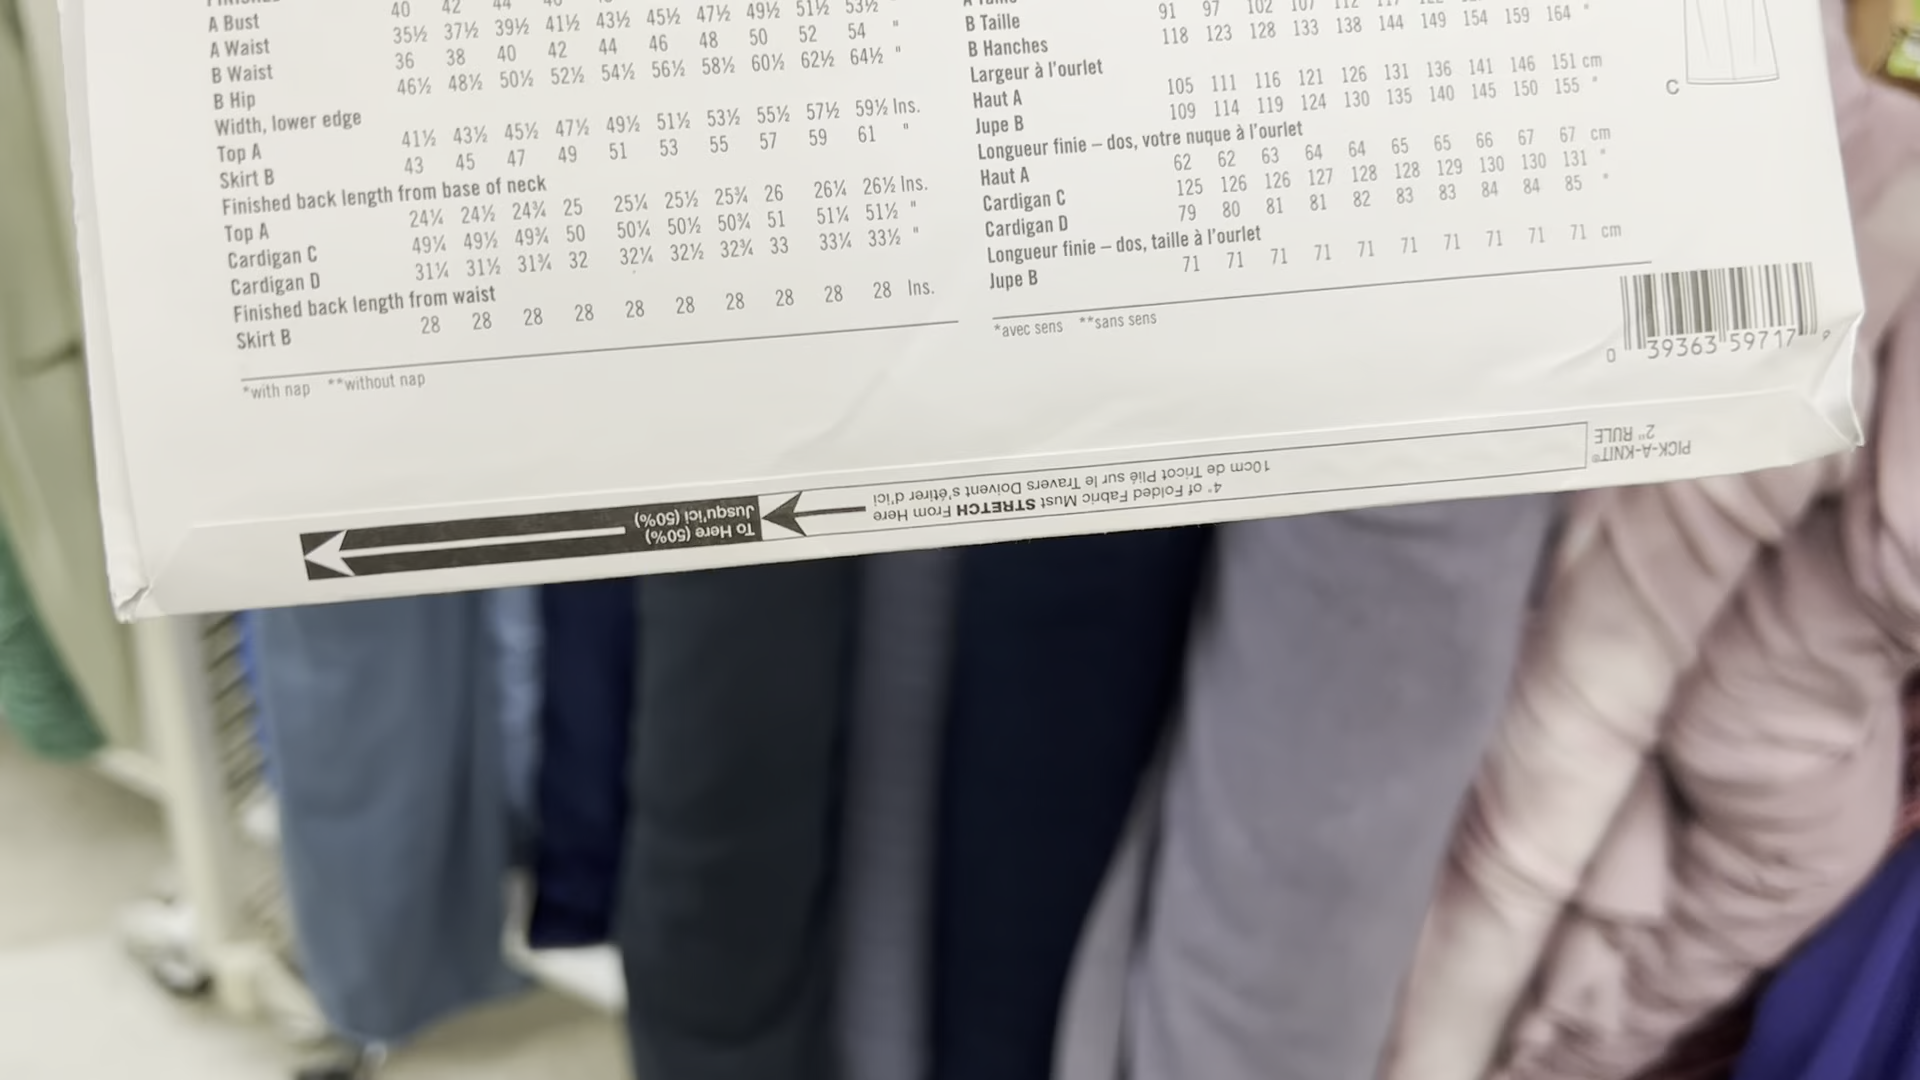 A Bust
A Waist 35½ 37½ 39½ 41½ 43½ 45½ 47½ 49½ 51½ 53½ "
B Waist 36 38 40 42 44 46 48 50 52 54 "
B Hip 46½ 48½ 50½ 52½ 54½ 56½ 58½ 60½ 62½ 64½ "
Width, lower edge
Top A 41½ 43½ 45½ 47½ 49½ 51½ 53½ 55½ 57½ 59½ Ins.
Skirt B 43 45 47 49 51 53 55 57 59 61 "
Finished back length from base of neck
Top A 24¼ 24½ 24¾ 25 25¼ 25½ 25¾ 26 26¼ 26½ Ins.
Cardigan C 49¼ 49½ 49¾ 50 50¼ 50½ 50¾ 51 51¼ 51½ "
Cardigan D 31¼ 31½ 31¾ 32 32¼ 32½ 32¾ 33 33¼ 33½ "
Finished back length from waist
Skirt B 28 28 28 28 28 28 28 28 28 28 Ins.
*with nap **without nap
B Taille 91 97 102 107
B Hanches 118 123 128 133 138 144 149 154 159 164 "
Largeur à l'ourlet
Haut A 105 111 116 121 126 131 136 141 146 151 cm
Jupe B 109 114 119 124 130 135 140 145 150 155 "
Longueur finie – dos, votre nuque à l'ourlet
Haut A 62 62 63 64 64 65 65 66 67 67 cm
Cardigan C 125 126 126 127 128 128 129 130 130 131 "
Cardigan D 79 80 81 81 82 83 83 84 84 85 "
Longueur finie – dos, taille à l'ourlet
Jupe B 71 71 71 71 71 71 71 71 71 71 cm
*avec sens **sans sens
C
0 39363 59717 9
PICK-A-KNIT®
2" RULE
4" of Folded Fabric Must STRETCH From Here
10cm de Tricot Plié sur le Travers Doivent s'étirer d'ici
To Here (50%)
Jusqu'ici (50%)